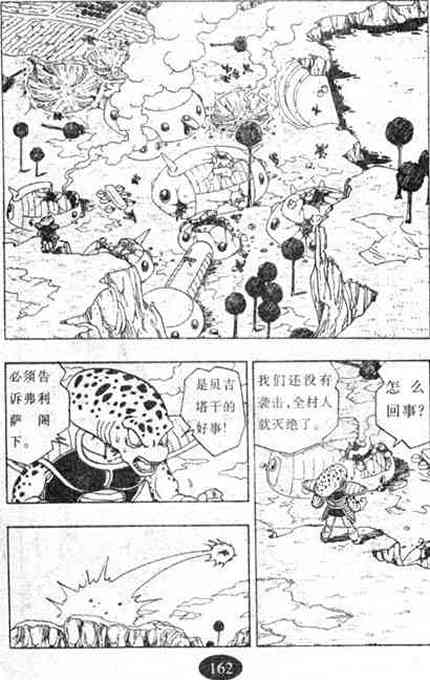 怎么
回事?
我们还没有
袭击,全村人
就灭绝了。
是贝吉
塔干的
好事!
必须告
诉弗利
萨阁
下。
162